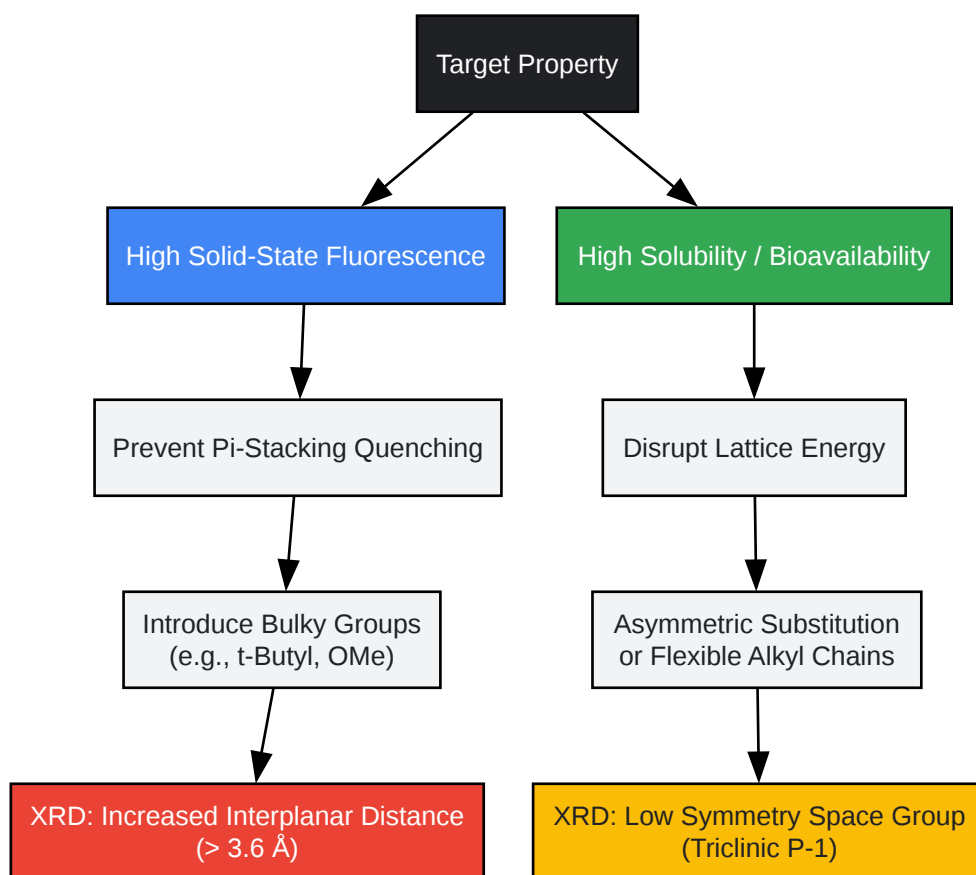 Target Property
High Solid-State Fluorescence
High Solubility / Bioavailability
Prevent Pi-Stacking Quenching
Disrupt Lattice Energy
Introduce Bulky Groups
(e.g., t-Butyl, OMe)
Asymmetric Substitution
or Flexible Alkyl Chains
XRD: Increased Interplanar Distance
(> 3.6 Å)
XRD: Low Symmetry Space Group
(Triclinic P-1)